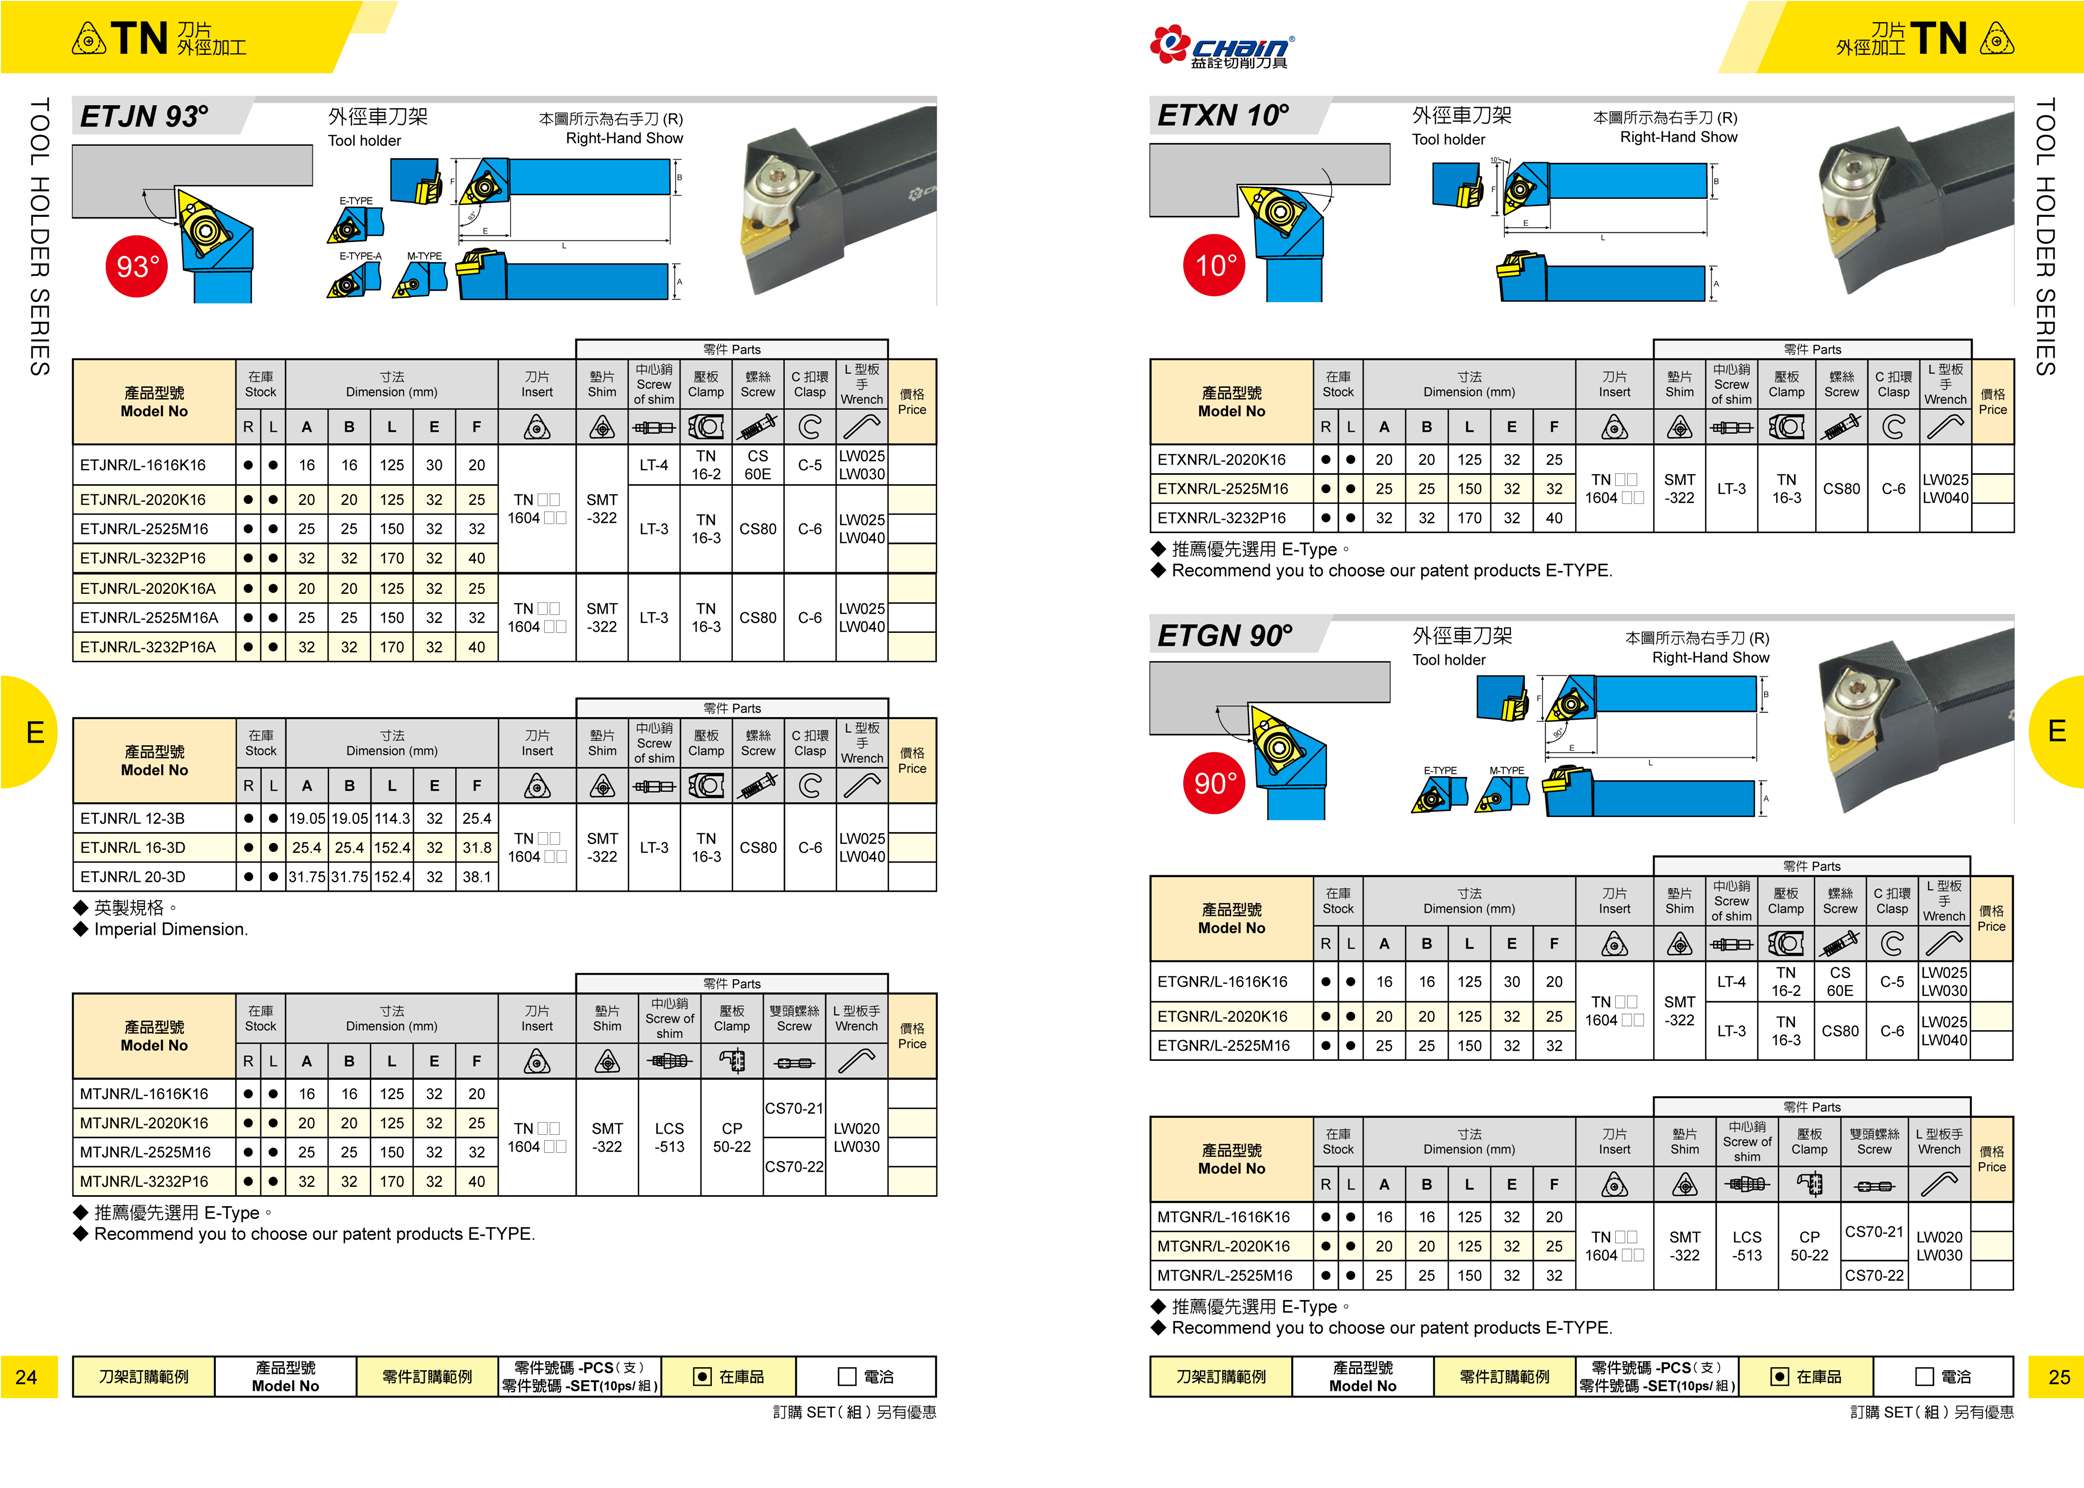 TN 刀片
外徑加工
TOOL HOLDER SERIES
ETJN 93°
外徑車刀架
Tool holder
本圖所示為右手刀 (R)
Right-Hand Show
93°
E-TYPE
E-TYPE-A M-TYPE
F B
93°
E
L
A
零件 Parts
產品型號 Model No 在庫 Stock 寸法 Dimension (mm) 刀片 Insert 墊片 Shim 中心銷 Screw of shim 壓板 Clamp 螺絲 Screw C 扣環 Clasp L 型板手 Wrench 價格 Price
R L A B L E F
ETJNR/L-1616K16 ● ● 16 16 125 30 20 TN □□ 1604 □□ SMT -322 LT-4 TN 16-2 CS 60E C-5 LW025 LW030
ETJNR/L-2020K16 ● ● 20 20 125 32 25 LT-3 TN 16-3 CS80 C-6 LW025 LW040
ETJNR/L-2525M16 ● ● 25 25 150 32 32
ETJNR/L-3232P16 ● ● 32 32 170 32 40
ETJNR/L-2020K16A ● ● 20 20 125 32 25 TN □□ 1604 □□ SMT -322 LT-3 TN 16-3 CS80 C-6 LW025 LW040
ETJNR/L-2525M16A ● ● 25 25 150 32 32
ETJNR/L-3232P16A ● ● 32 32 170 32 40
零件 Parts
產品型號 Model No 在庫 Stock 寸法 Dimension (mm) 刀片 Insert 墊片 Shim 中心銷 Screw of shim 壓板 Clamp 螺絲 Screw C 扣環 Clasp L 型板手 Wrench 價格 Price
R L A B L E F
ETJNR/L 12-3B ● ● 19.05 19.05 114.3 32 25.4 TN □□ 1604 □□ SMT -322 LT-3 TN 16-3 CS80 C-6 LW025 LW040
ETJNR/L 16-3D ● ● 25.4 25.4 152.4 32 31.8
ETJNR/L 20-3D ● ● 31.75 31.75 152.4 32 38.1
◆ 英製規格。
◆ Imperial Dimension.
零件 Parts
產品型號 Model No 在庫 Stock 寸法 Dimension (mm) 刀片 Insert 墊片 Shim 中心銷 Screw of shim 壓板 Clamp 雙頭螺絲 Screw L 型板手 Wrench 價格 Price
R L A B L E F
MTJNR/L-1616K16 ● ● 16 16 125 32 20 TN □□ 1604 □□ SMT -322 LCS -513 CP 50-22 CS70-21 LW020 LW030
MTJNR/L-2020K16 ● ● 20 20 125 32 25
MTJNR/L-2525M16 ● ● 25 25 150 32 32 CS70-22
MTJNR/L-3232P16 ● ● 32 32 170 32 40
◆ 推薦優先選用 E-Type。
◆ Recommend you to choose our patent products E-TYPE.
E
24
刀架訂購範例 產品型號 Model No 零件訂購範例 零件號碼 -PCS（支） 零件號碼 -SET(10ps/ 組 ) 在庫品 電洽
訂購 SET（ 組 ）另有優惠
CHAIN®
益詮切削刀具
刀片
外徑加工 TN
TOOL HOLDER SERIES
ETXN 10°
外徑車刀架
Tool holder
本圖所示為右手刀 (R)
Right-Hand Show
10°
10°
F B
E
L
A
零件 Parts
產品型號 Model No 在庫 Stock 寸法 Dimension (mm) 刀片 Insert 墊片 Shim 中心銷 Screw of shim 壓板 Clamp 螺絲 Screw C 扣環 Clasp L 型板手 Wrench 價格 Price
R L A B L E F
ETXNR/L-2020K16 ● ● 20 20 125 32 25 TN □□ 1604 □□ SMT -322 LT-3 TN 16-3 CS80 C-6 LW025 LW040
ETXNR/L-2525M16 ● ● 25 25 150 32 32
ETXNR/L-3232P16 ● ● 32 32 170 32 40
◆ 推薦優先選用 E-Type。
◆ Recommend you to choose our patent products E-TYPE.
ETGN 90°
外徑車刀架
Tool holder
本圖所示為右手刀 (R)
Right-Hand Show
90°
F B
90°
E
L
E-TYPE M-TYPE
A
零件 Parts
產品型號 Model No 在庫 Stock 寸法 Dimension (mm) 刀片 Insert 墊片 Shim 中心銷 Screw of shim 壓板 Clamp 螺絲 Screw C 扣環 Clasp L 型板手 Wrench 價格 Price
R L A B L E F
ETGNR/L-1616K16 ● ● 16 16 125 30 20 TN □□ 1604 □□ SMT -322 LT-4 TN 16-2 CS 60E C-5 LW025 LW030
ETGNR/L-2020K16 ● ● 20 20 125 32 25 LT-3 TN 16-3 CS80 C-6 LW025 LW040
ETGNR/L-2525M16 ● ● 25 25 150 32 32
零件 Parts
產品型號 Model No 在庫 Stock 寸法 Dimension (mm) 刀片 Insert 墊片 Shim 中心銷 Screw of shim 壓板 Clamp 雙頭螺絲 Screw L 型板手 Wrench 價格 Price
R L A B L E F
MTGNR/L-1616K16 ● ● 16 16 125 32 20 TN □□ 1604 □□ SMT -322 LCS -513 CP 50-22 CS70-21 LW020 LW030
MTGNR/L-2020K16 ● ● 20 20 125 32 25
MTGNR/L-2525M16 ● ● 25 25 150 32 32 CS70-22
◆ 推薦優先選用 E-Type。
◆ Recommend you to choose our patent products E-TYPE.
E
刀架訂購範例 產品型號 Model No 零件訂購範例 零件號碼 -PCS（支） 零件號碼 -SET(10ps/ 組 ) 在庫品 電洽
25
訂購 SET（ 組 ）另有優惠